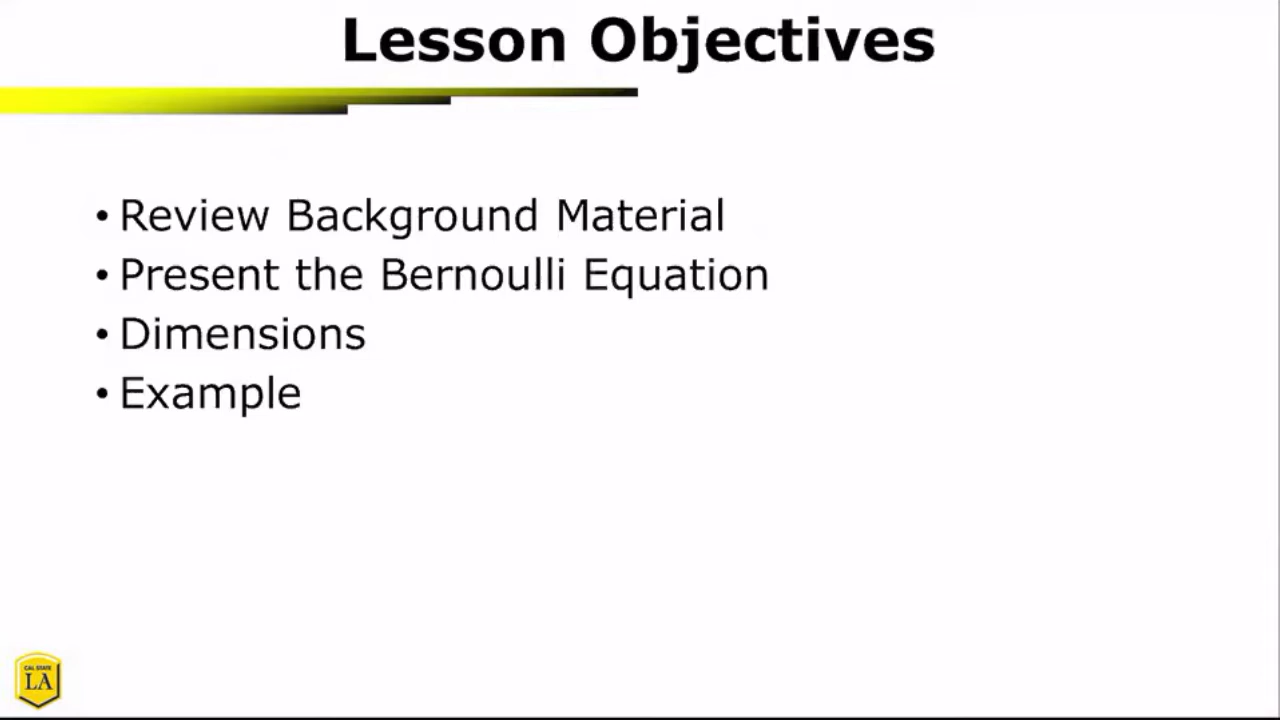 Lesson Objectives
• Review Background Material
• Present the Bernoulli Equation
• Dimensions
• Example
CAL STATE
LA